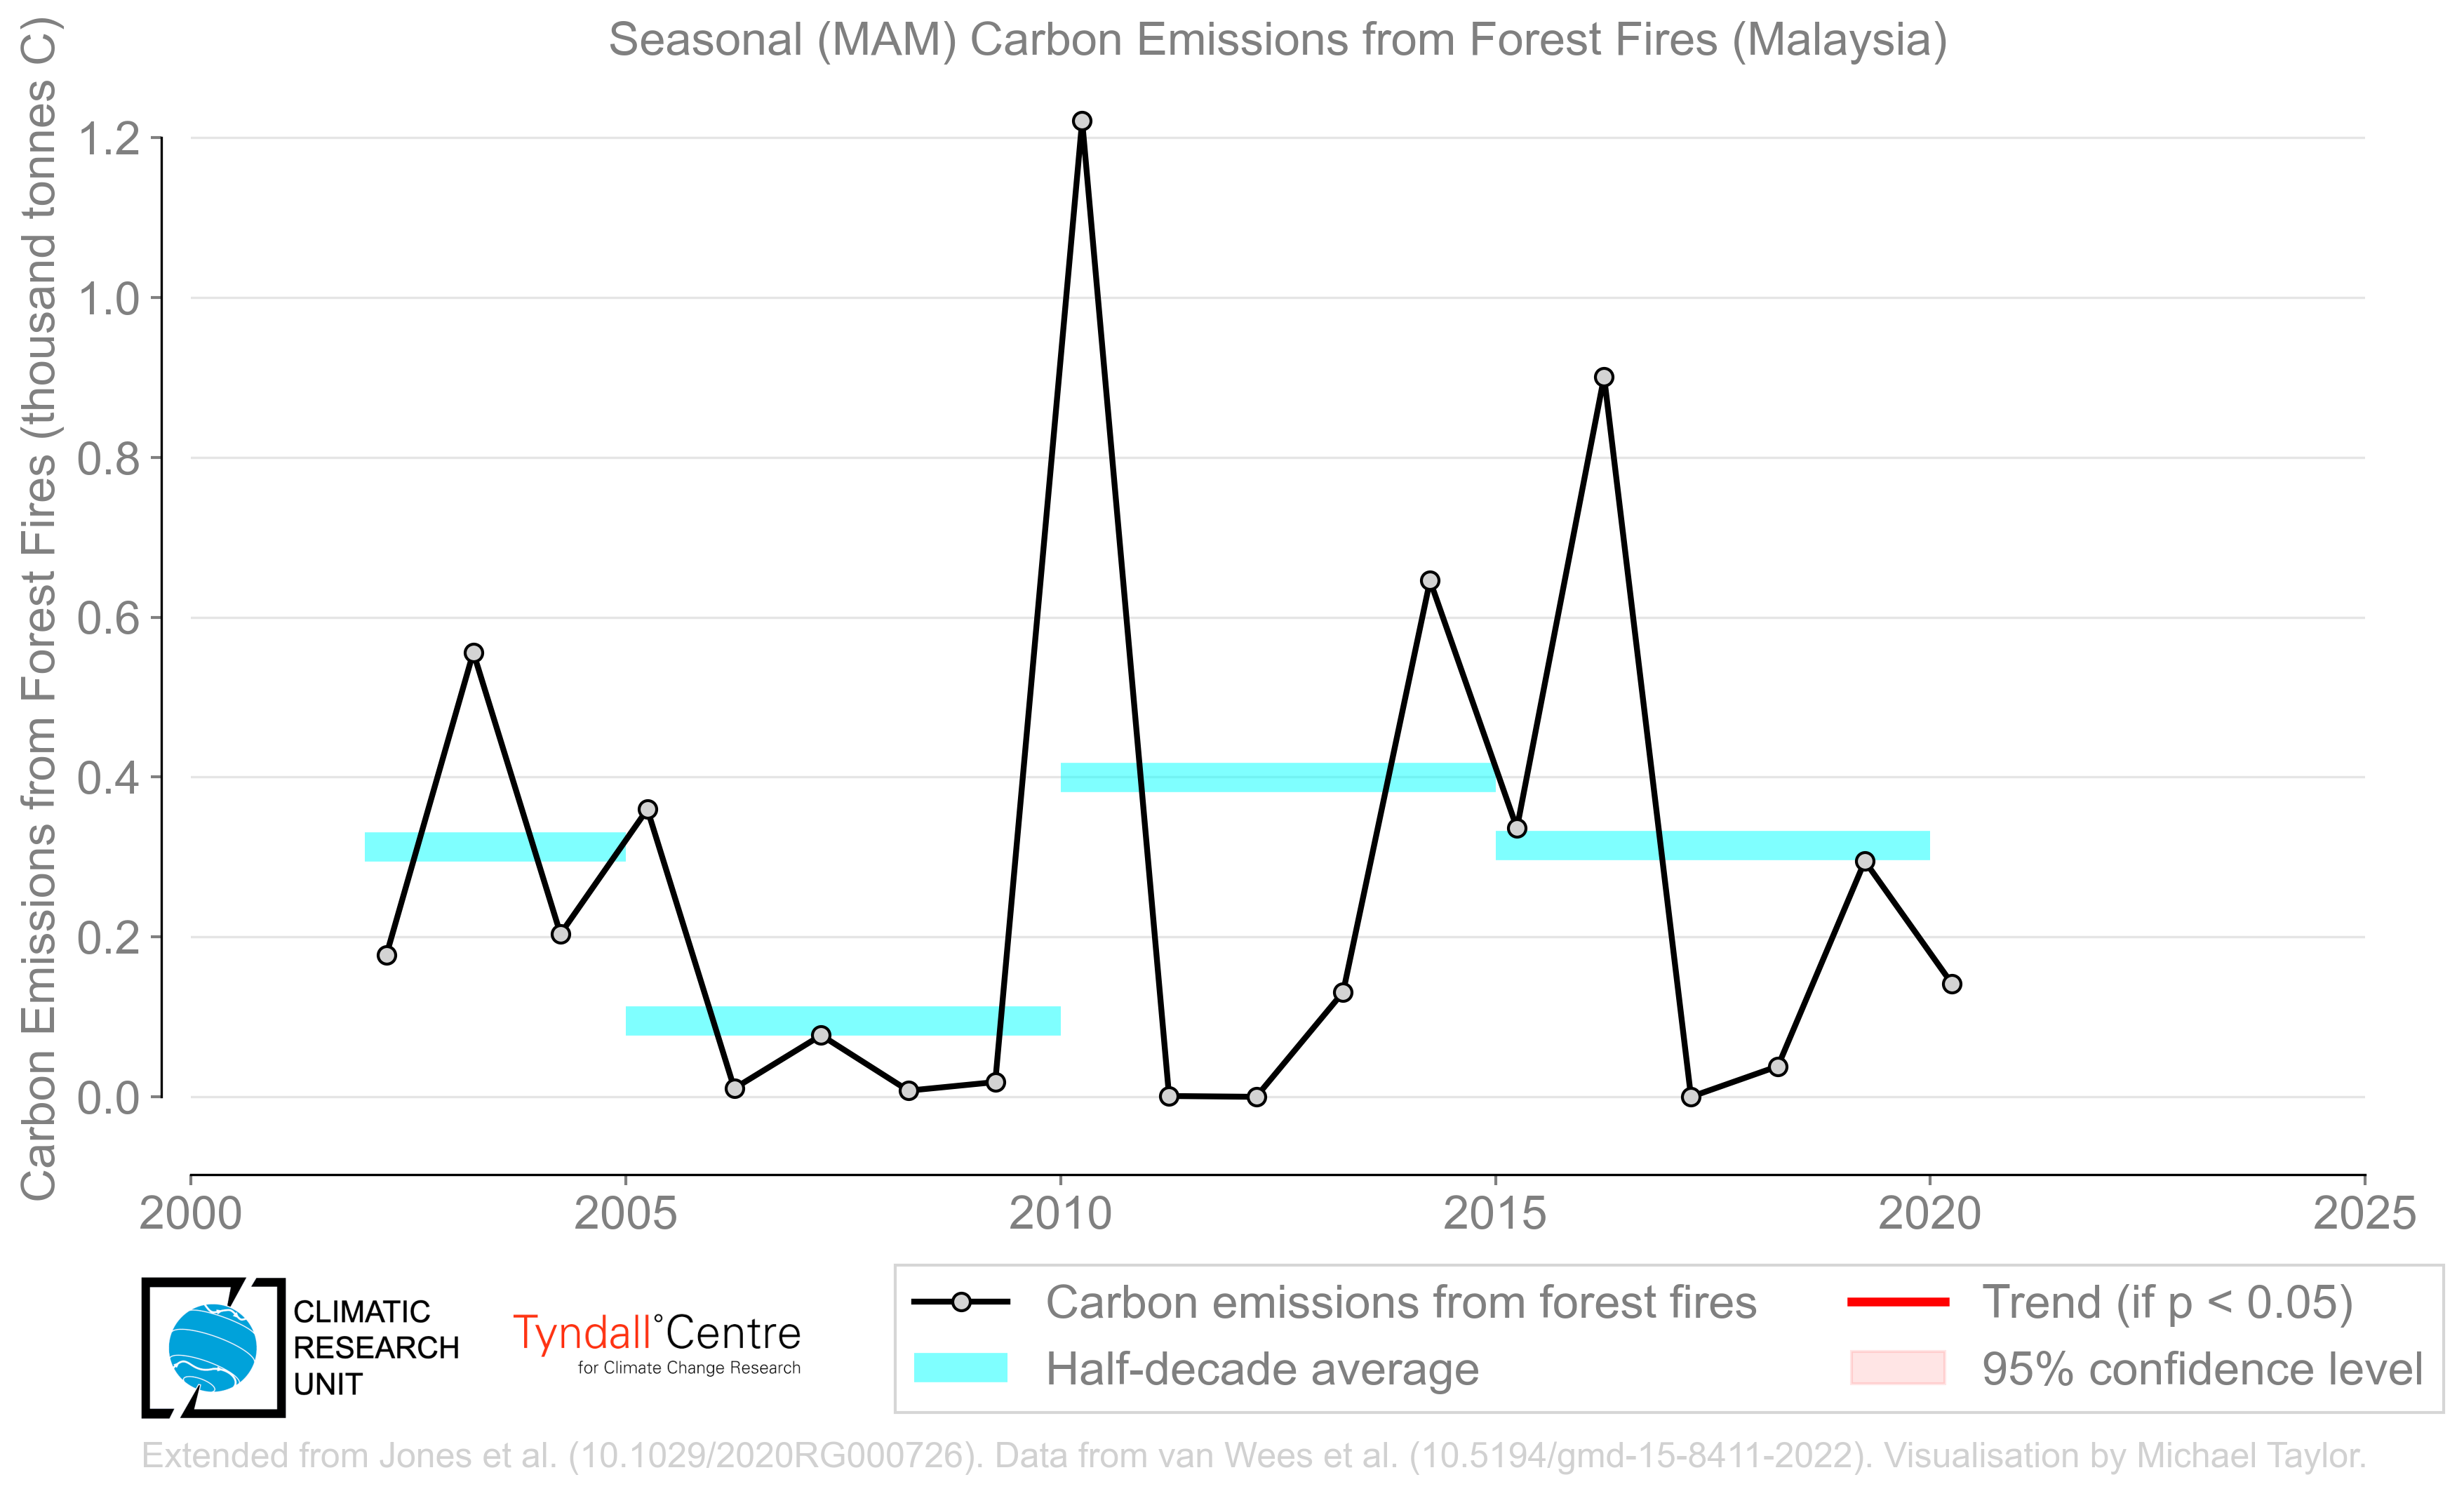 Seasonal (MAM) Carbon Emissions from Forest Fires (Malaysia)
Carbon Emissions from Forest Fires (thousand tonnes C)
1.2
1.0
0.8
0.6
0.4
0.2
0.0
2000 2005 2010 2015 2020 2025
CLIMATIC
RESEARCH
UNIT
Tyndall°Centre
for Climate Change Research
Carbon emissions from forest fires
Half-decade average
Trend (if p < 0.05)
95% confidence level
Extended from Jones et al. (10.1029/2020RG000726). Data from van Wees et al. (10.5194/gmd-15-8411-2022). Visualisation by Michael Taylor.